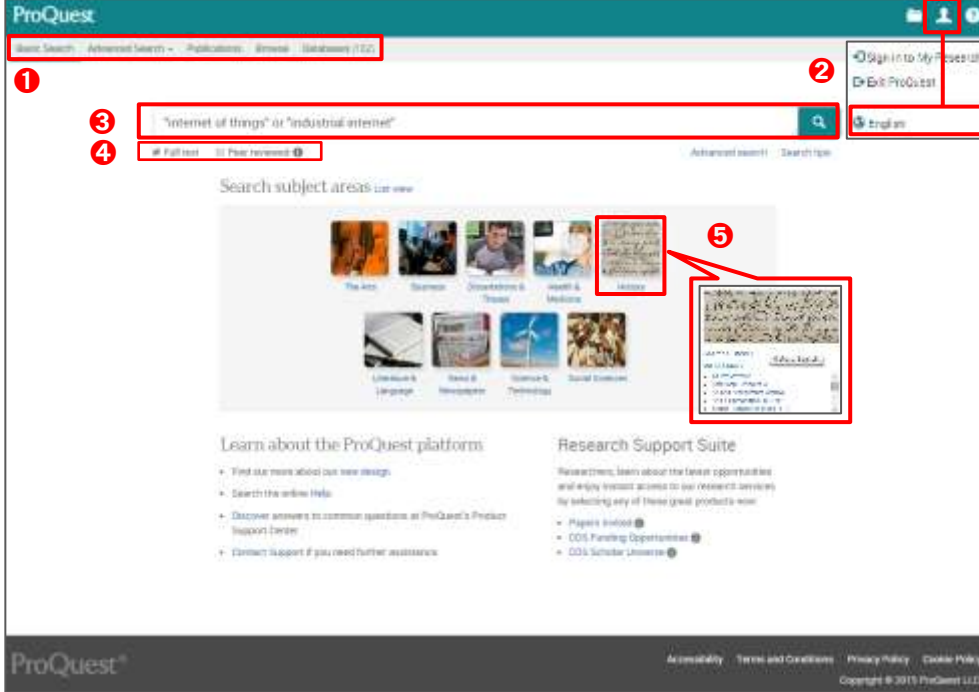 ProQuest
Basic Search Advanced Search Publications Browse Databases (132)
❶
❷
Sign in to My Research
Exit ProQuest
English
❸
"internet of things" or "industrial internet"
❹
Full text Peer reviewed
Advanced search Search tips
Search subject areas List view
❺
The Arts Business Dissertations & Theses Health & Medicine History
Literature & Language News & Newspapers Science & Technology Social Sciences
Learn about the ProQuest platform
Find out more about our new design.
Search the online Help.
Discover answers to common questions at ProQuest's Product
Support Center.
Contact Support if you need further assistance.
Research Support Suite
Researchers, learn about the latest opportunities
and enjoy instant access to our research services
by selecting any of these great products now:
Papers Invited
COS Funding Opportunities
COS Scholar Universe
ProQuest®
Accessibility Terms and Conditions Privacy Policy Cookie Policy
Copyright © 2015 ProQuest LLC